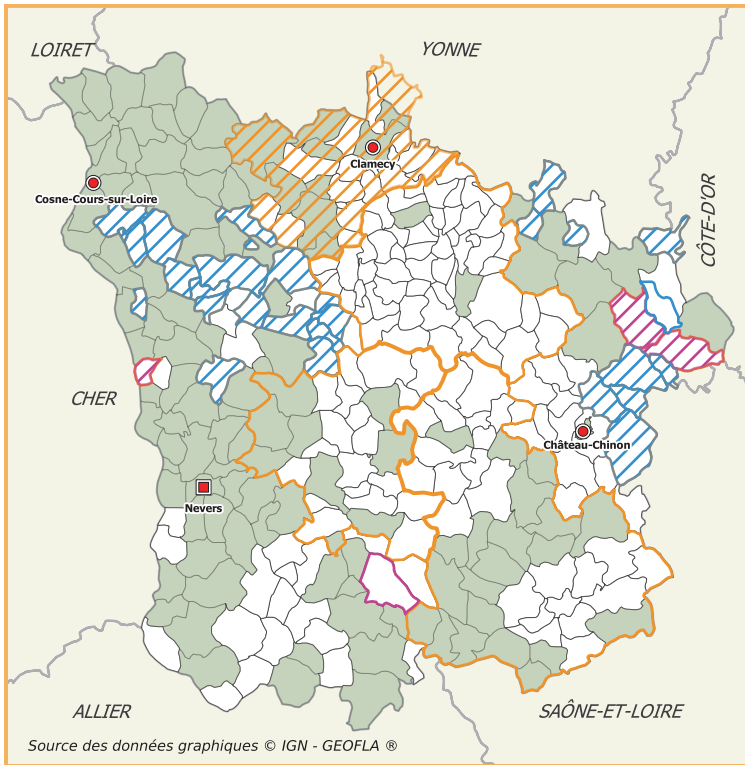 LOIRET
YONNE
Clamecy
Cosne-Cours-sur-Loire
CÔTE-D'OR
CHER
Château-Chinon
Nevers
ALLIER
SAÔNE-ET-LOIRE
Source des données graphiques © IGN - GEOFLA ®